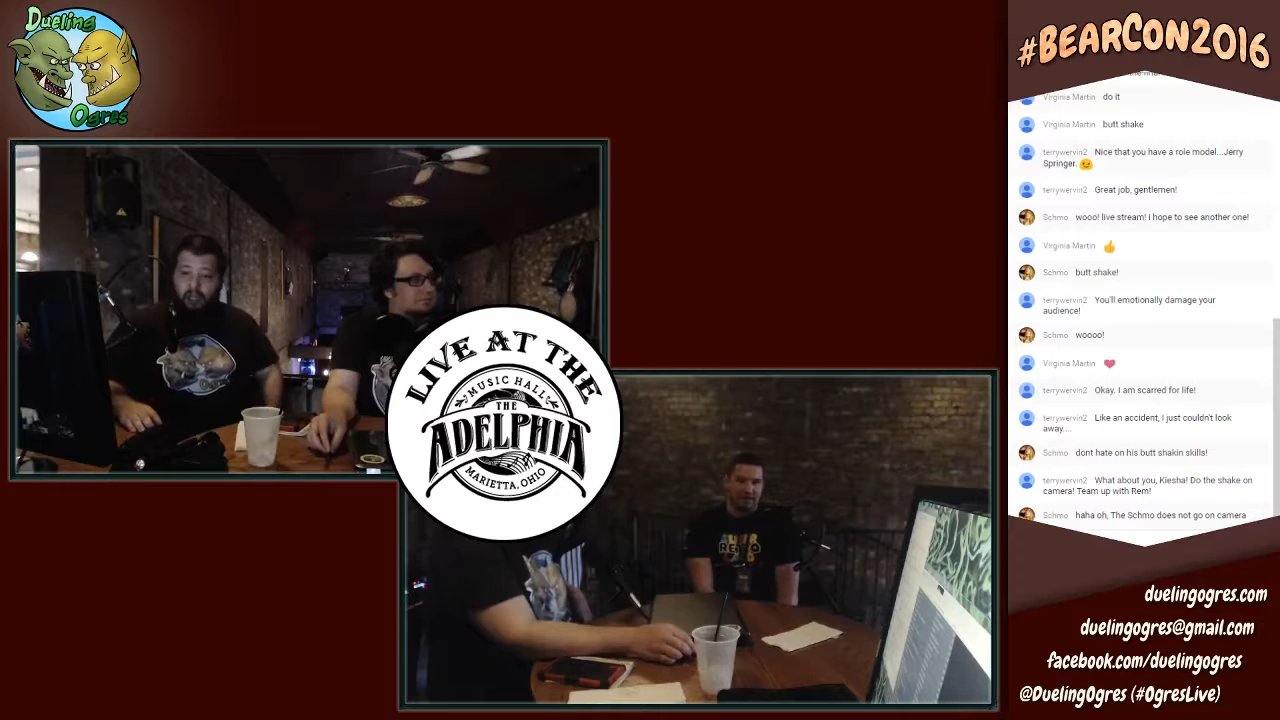 Dueling
Ogres
#BEARCON2016
Virginia Martin do it
Virginia Martin butt shake
terrywervin2 Nice that you have a role model...Jerry
Springer. 😉
terrywervin2 Great job, gentlemen!
Schmo wooo! live stream! i hope to see another one!
Virginia Martin 👍
Schmo butt shake!
terrywervin2 You'll emotionally damage your
audience!
Schmo woooo!
Virginia Martin ❤
terrywervin2 Okay. I am scarred for life!
terrywervin2 Like an accident, I just couldn't look
away....
Schmo dont hate on his butt shakin skills!
terrywervin2 What about you, Kiesha! Do the shake on
camera! Team up with Rem!
Schmo haha oh, The Schmo does not go on camera
LIVE AT THE
MUSIC HALL
THE
ADELPHIA
MARIETTA, OHIO
RETRO
duelingogres.com
duelingogres@gmail.com
facebook.com/duelingogres
@DuelingOgres (#OgresLive)